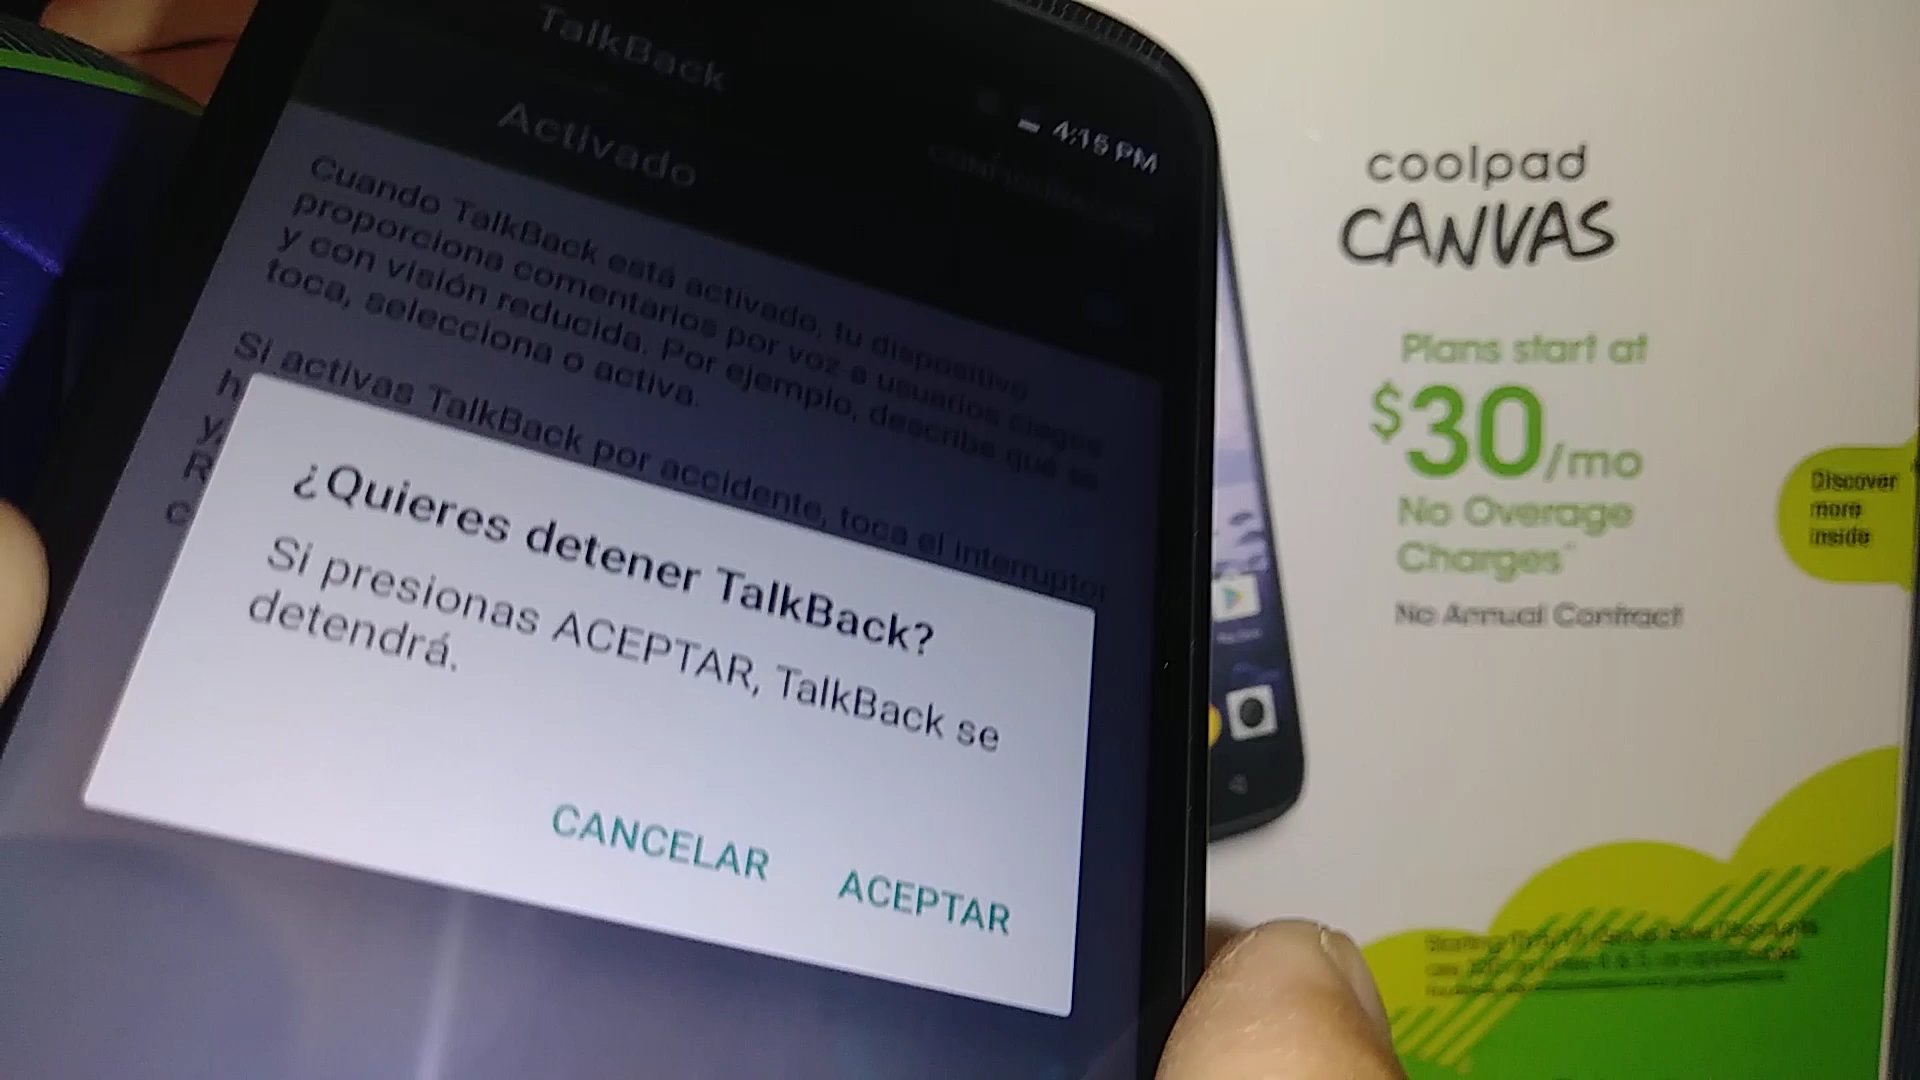 TalkBack
4:15 PM
Activado
Cuando TalkBack está activado, tu dispositivo
proporciona comentarios por voz a usuarios ciegos
y con visión reducida. Por ejemplo, describe qué se
toca, selecciona o activa.
Si activas TalkBack por accidente, toca el interruptor
h
y
R
c
¿Quieres detener TalkBack?
Si presionas ACEPTAR, TalkBack se
detendrá.
CANCELAR
ACEPTAR
coolpad
CANVAS
Plans start at
$30/mo
No Overage
Charges
No Annual Contract
Discover
more
inside